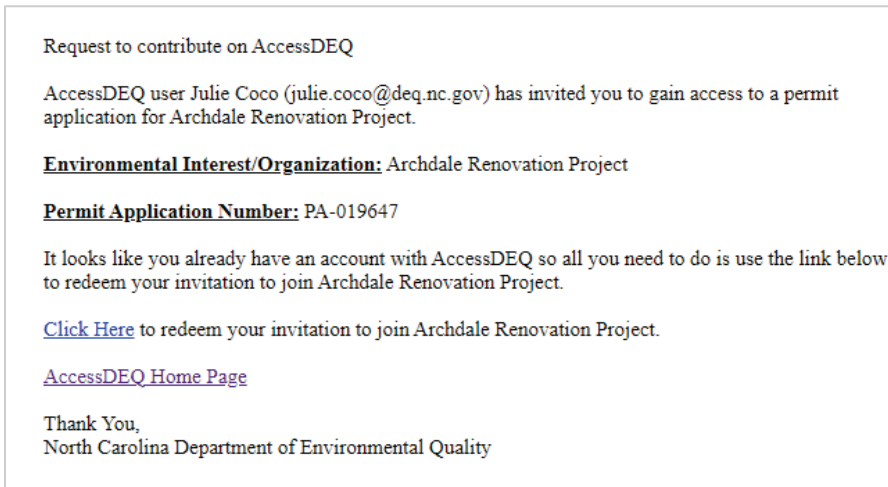 Request to contribute on AccessDEQ
AccessDEQ user Julie Coco (julie.coco@deq.nc.gov) has invited you to gain access to a permit
application for Archdale Renovation Project.
Environmental Interest/Organization: Archdale Renovation Project
Permit Application Number: PA-019647
It looks like you already have an account with AccessDEQ so all you need to do is use the link below
to redeem your invitation to join Archdale Renovation Project.
Click Here to redeem your invitation to join Archdale Renovation Project.
AccessDEQ Home Page
Thank You,
North Carolina Department of Environmental Quality